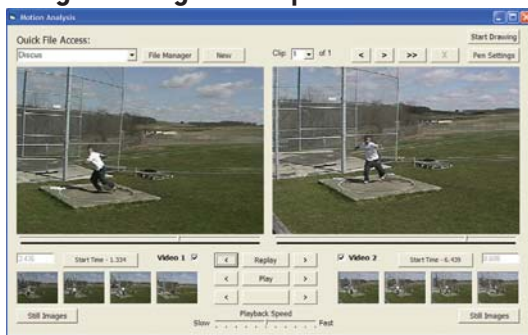 Motion Analysis
Quick File Access:
Discus
File Manager
New
Clip: 1 of 1
<
>
>>
X
Start Drawing
Pen Settings
Start Time - 1.334
Video 1
<
Replay
>
Video 2
Start Time - 6.439
<
Play
>
<
>
Still Images
Playback Speed
Slow
Fast
Still Images